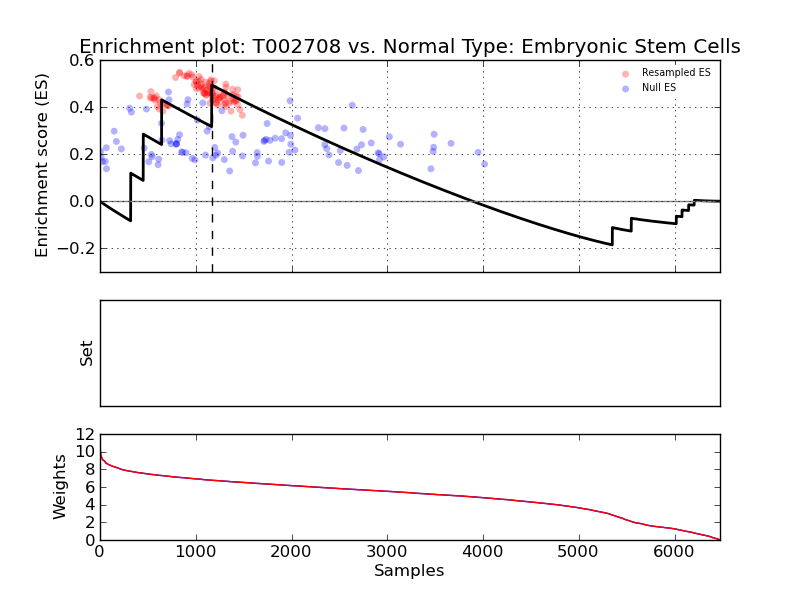 Enrichment plot: T002708 vs. Normal Type: Embryonic Stem Cells
Enrichment score (ES)
0.6
0.4
0.2
0.0
−0.2
Resampled ES
Null ES
Set
Weights
12
10
8
6
4
2
0
0 1000 2000 3000 4000 5000 6000
Samples